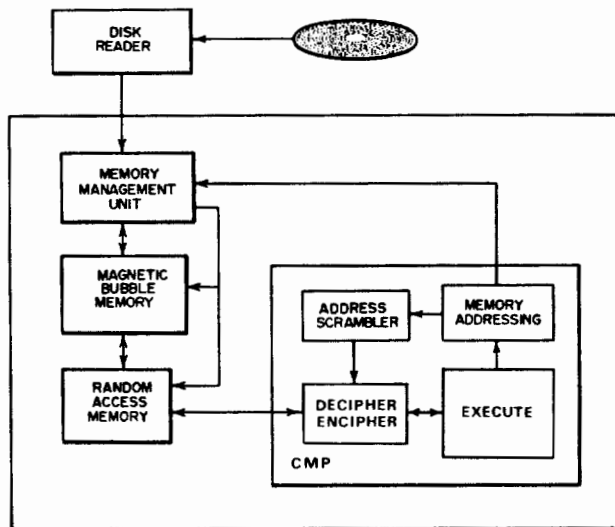 DISK
READER
MEMORY
MANAGEMENT
UNIT
MAGNETIC
BUBBLE
MEMORY
RANDOM
ACCESS
MEMORY
ADDRESS
SCRAMBLER
MEMORY
ADDRESSING
DECIPHER
ENCIPHER
EXECUTE
CMP